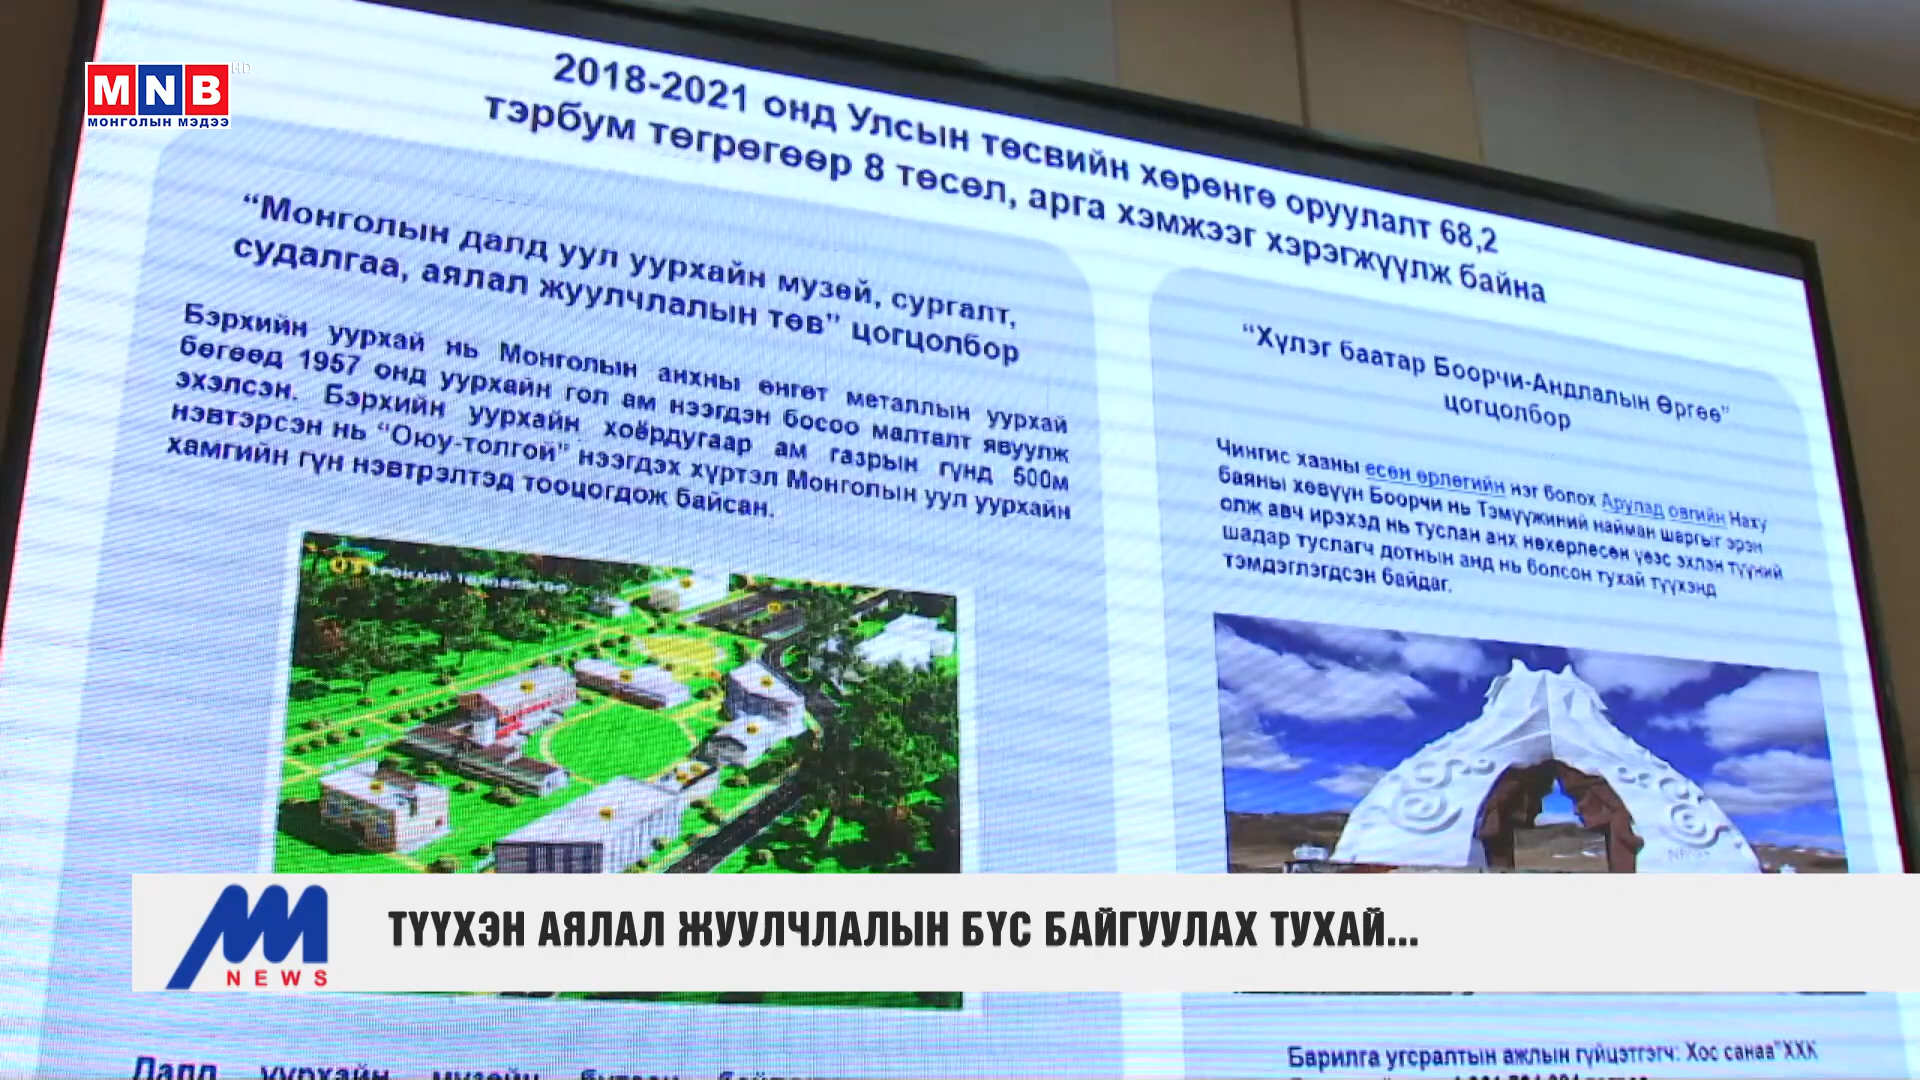 MNB HD
МОНГОЛЫН МЭДЭЭ
2018-2021 онд Улсын төсвийн хөрөнгө оруулалт 68,2
тэрбум төгрөгөөр 8 төсөл, арга хэмжээг хэрэгжүүлж байна
“Монголын далд уул уурхайн музей, сургалт,
судалгаа, аялал жуулчлалын төв” цогцолбор
Бэрхийн уурхай нь Монголын анхны өнгөт металлын уурхай
бөгөөд 1957 онд уурхайн гол ам нээгдэн босоо малталт явуулж
эхэлсэн. Бэрхийн уурхайн хоёрдугаар ам газрын гүнд 500м
нэвтэрсэн нь “Оюу-толгой” нээгдэх хүртэл Монголын уул уурхайн
хамгийн гүн нэвтрэлтэд тооцогдож байсан.
“Хүлэг баатар Боорчи-Андлалын Өргөө”
цогцолбор
Чингис хааны есөн өрлөгийн нэг болох Арулад овгийн Наху
баяны хөвүүн Боорчи нь Тэмүүжиний найман шаргыг эрэн
олж авч ирэхэд нь туслан анх нөхөрлөсөн үеэс эхлэн түүний
шадар туслагч дотнын анд нь болсон тухай түүхэнд
тэмдэглэгдсэн байдаг.
NEWS
ТҮҮХЭН АЯЛАЛ ЖУУЛЧЛАЛЫН БҮС БАЙГУУЛАХ ТУХАЙ...
Далд уурхайн музейн
Барилга угсралтын ажлын гүйцэтгэгч: Хос санаа”ХХК